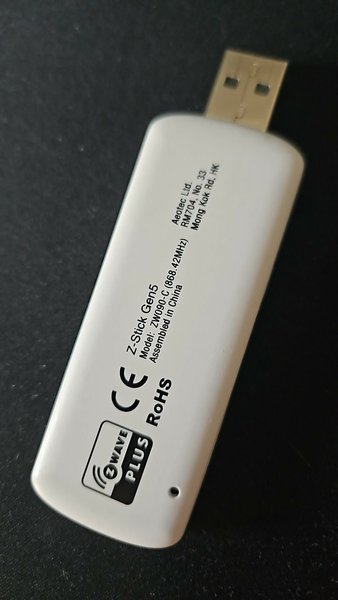 Aeotec Ltd.
RM704, No. 33,
Mong Kok Rd, HK
Z-Stick Gen5
Model: ZW090-C (868.42MHz)
Assembled in China
CE
RoHS
Z WAVE
PLUS